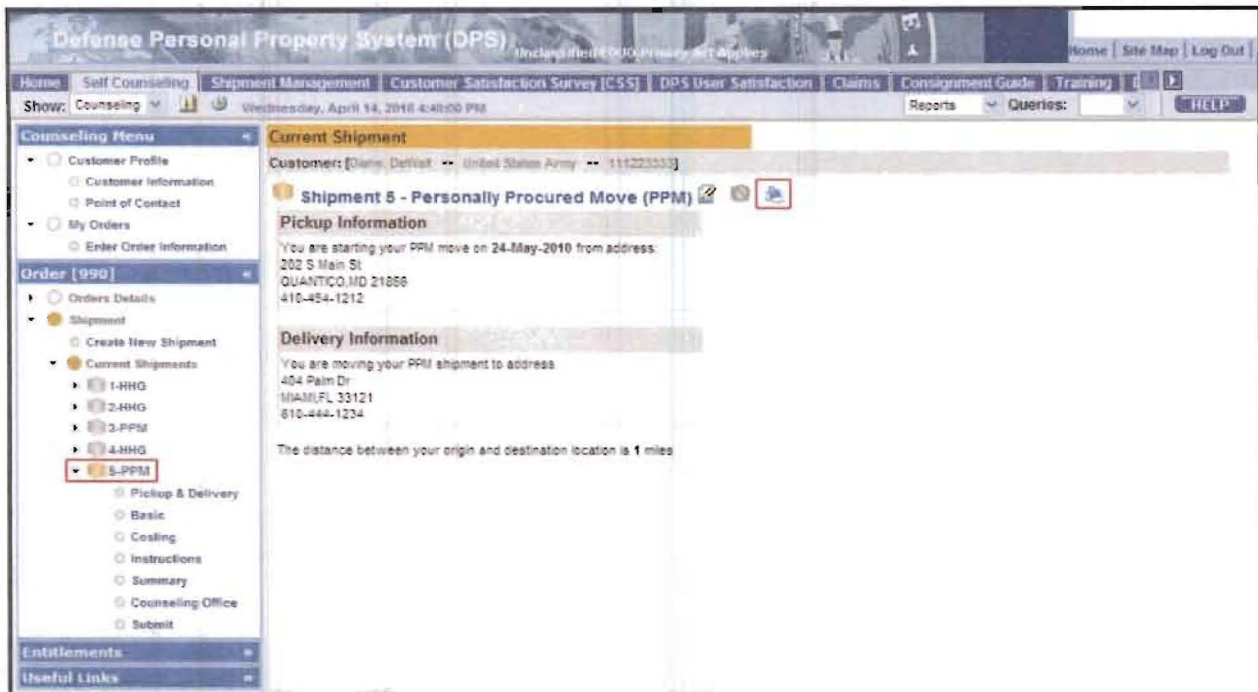 Defense Personal Property System (DPS)
Unclassified FOUO Privacy Act Applies
Home | Site Map | Log Out
Home Self Counseling Shipment Management Customer Satisfaction Survey [CSS] DPS User Satisfaction Claims Consignment Guide Training
Show: Counseling Wednesday, April 14, 2010 4:40:00 PM Reports Queries: HELP
Counseling Menu
Customer Profile
Customer Information
Point of Contact
My Orders
Enter Order Information
Order [990]
Orders Details
Shipment
Create New Shipment
Current Shipments
1-HHG
2-HHG
3-PPM
4-HHG
5-PPM
Pickup & Delivery
Basic
Costing
Instructions
Summary
Counseling Office
Submit
Entitlements
Useful Links
Current Shipment
Customer: [ -- United States Army -- 111223333]
Shipment 5 - Personally Procured Move (PPM)
Pickup Information
You are starting your PPM move on 24-May-2010 from address:
202 S Main St
QUANTICO,MD 21856
410-454-1212
Delivery Information
You are moving your PPM shipment to address
404 Palm Dr
MIAMI,FL 33121
610-444-1234
The distance between your origin and destination location is 1 miles